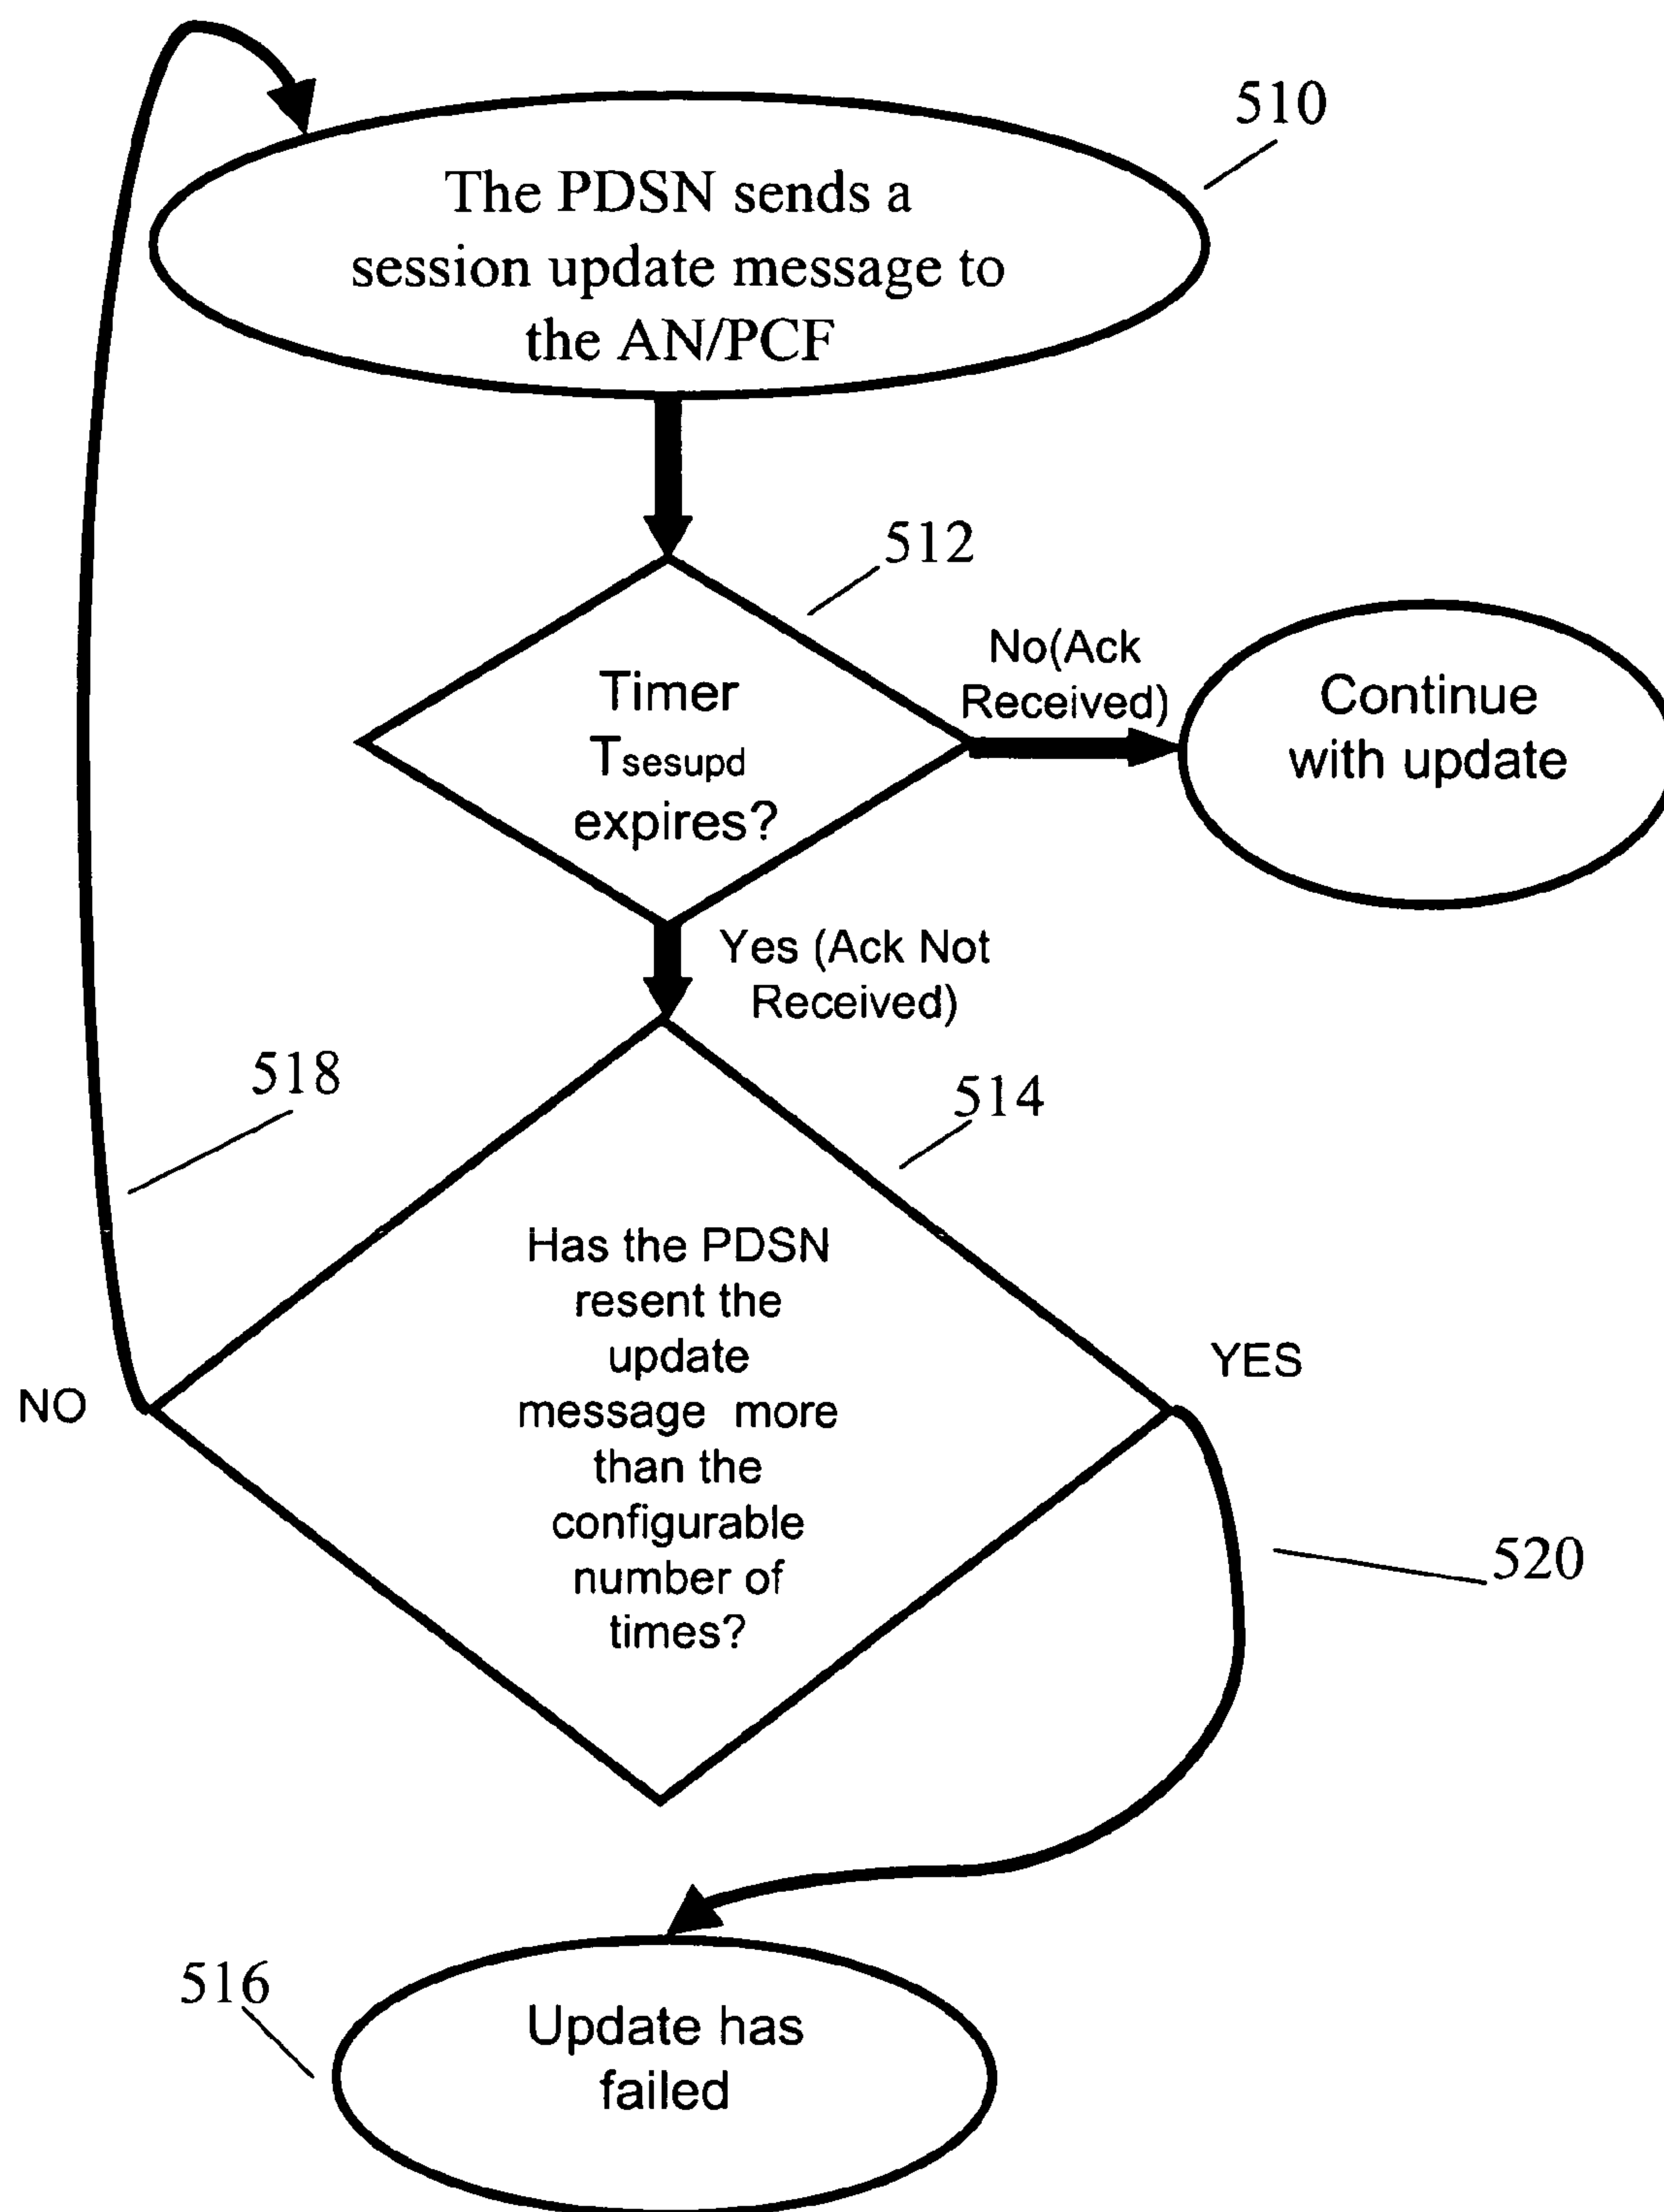 510
The PDSN sends a
session update message to
the AN/PCF
512
No(Ack
Received)
Timer
Tsesupd
expires?
Continue
with update
Yes (Ack Not
Received)
518
514
Has the PDSN
resent the
update
message more
than the
configurable
number of
times?
NO
YES
520
516
Update has
failed